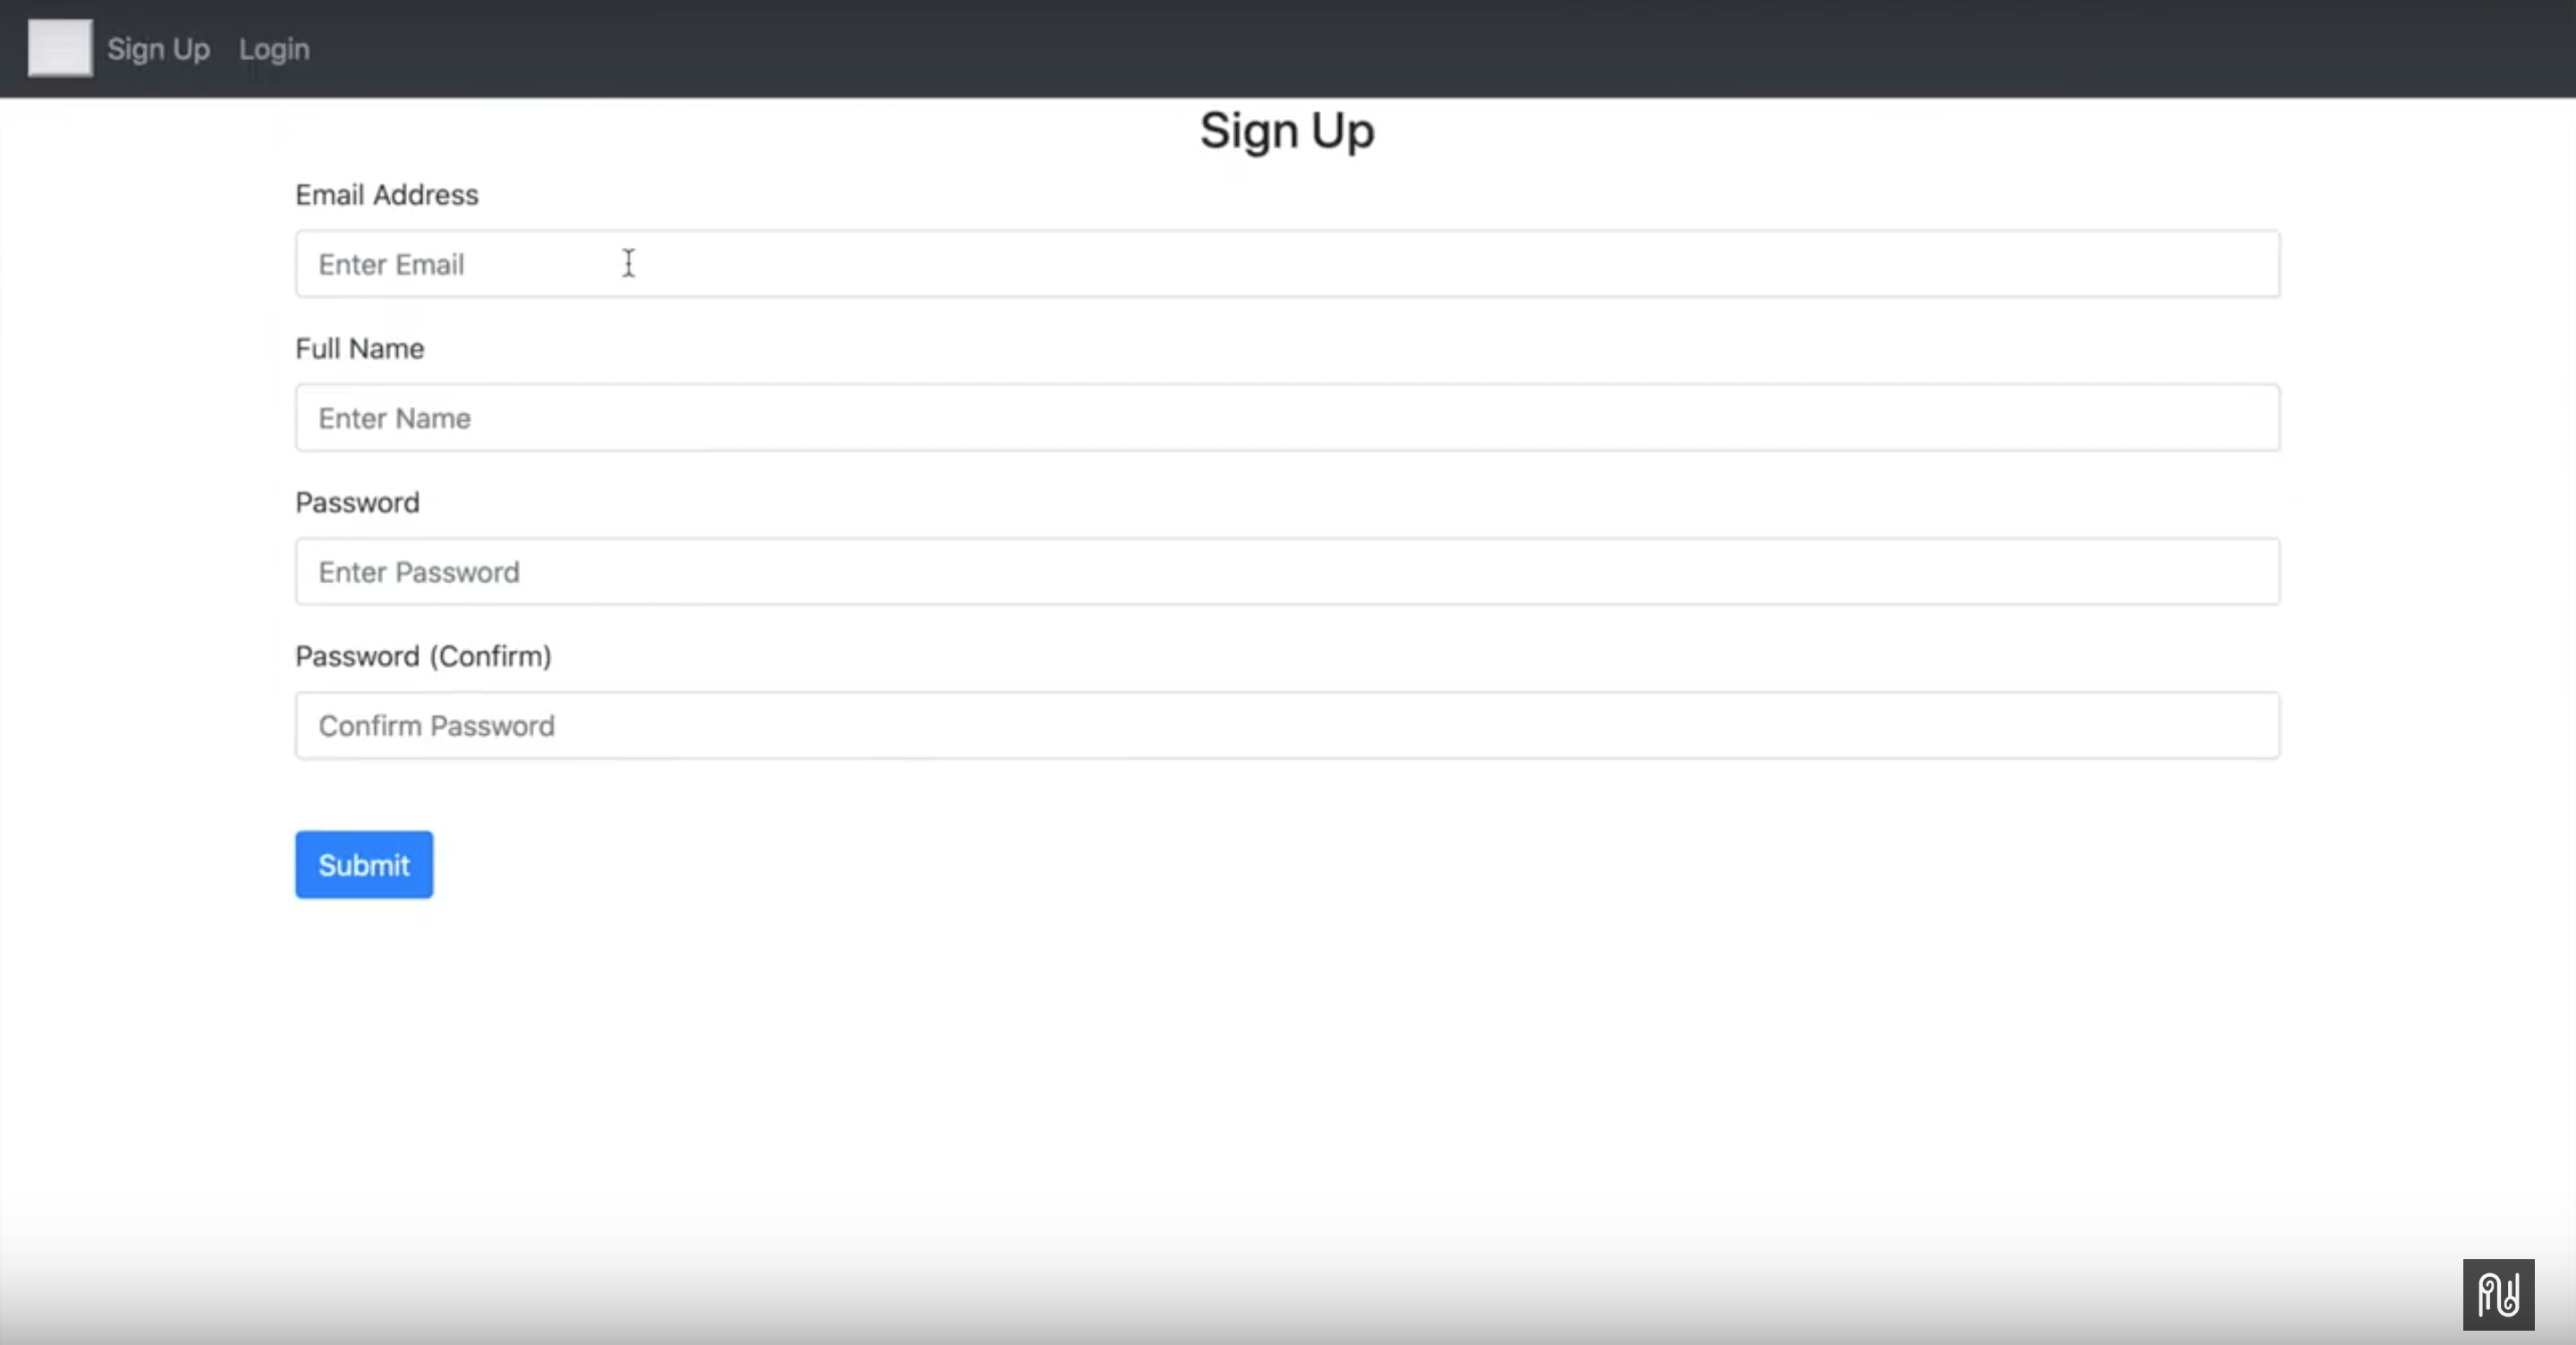 Sign Up Login
Sign Up
Email Address
Enter Email
Full Name
Enter Name
Password
Enter Password
Password (Confirm)
Confirm Password
Submit